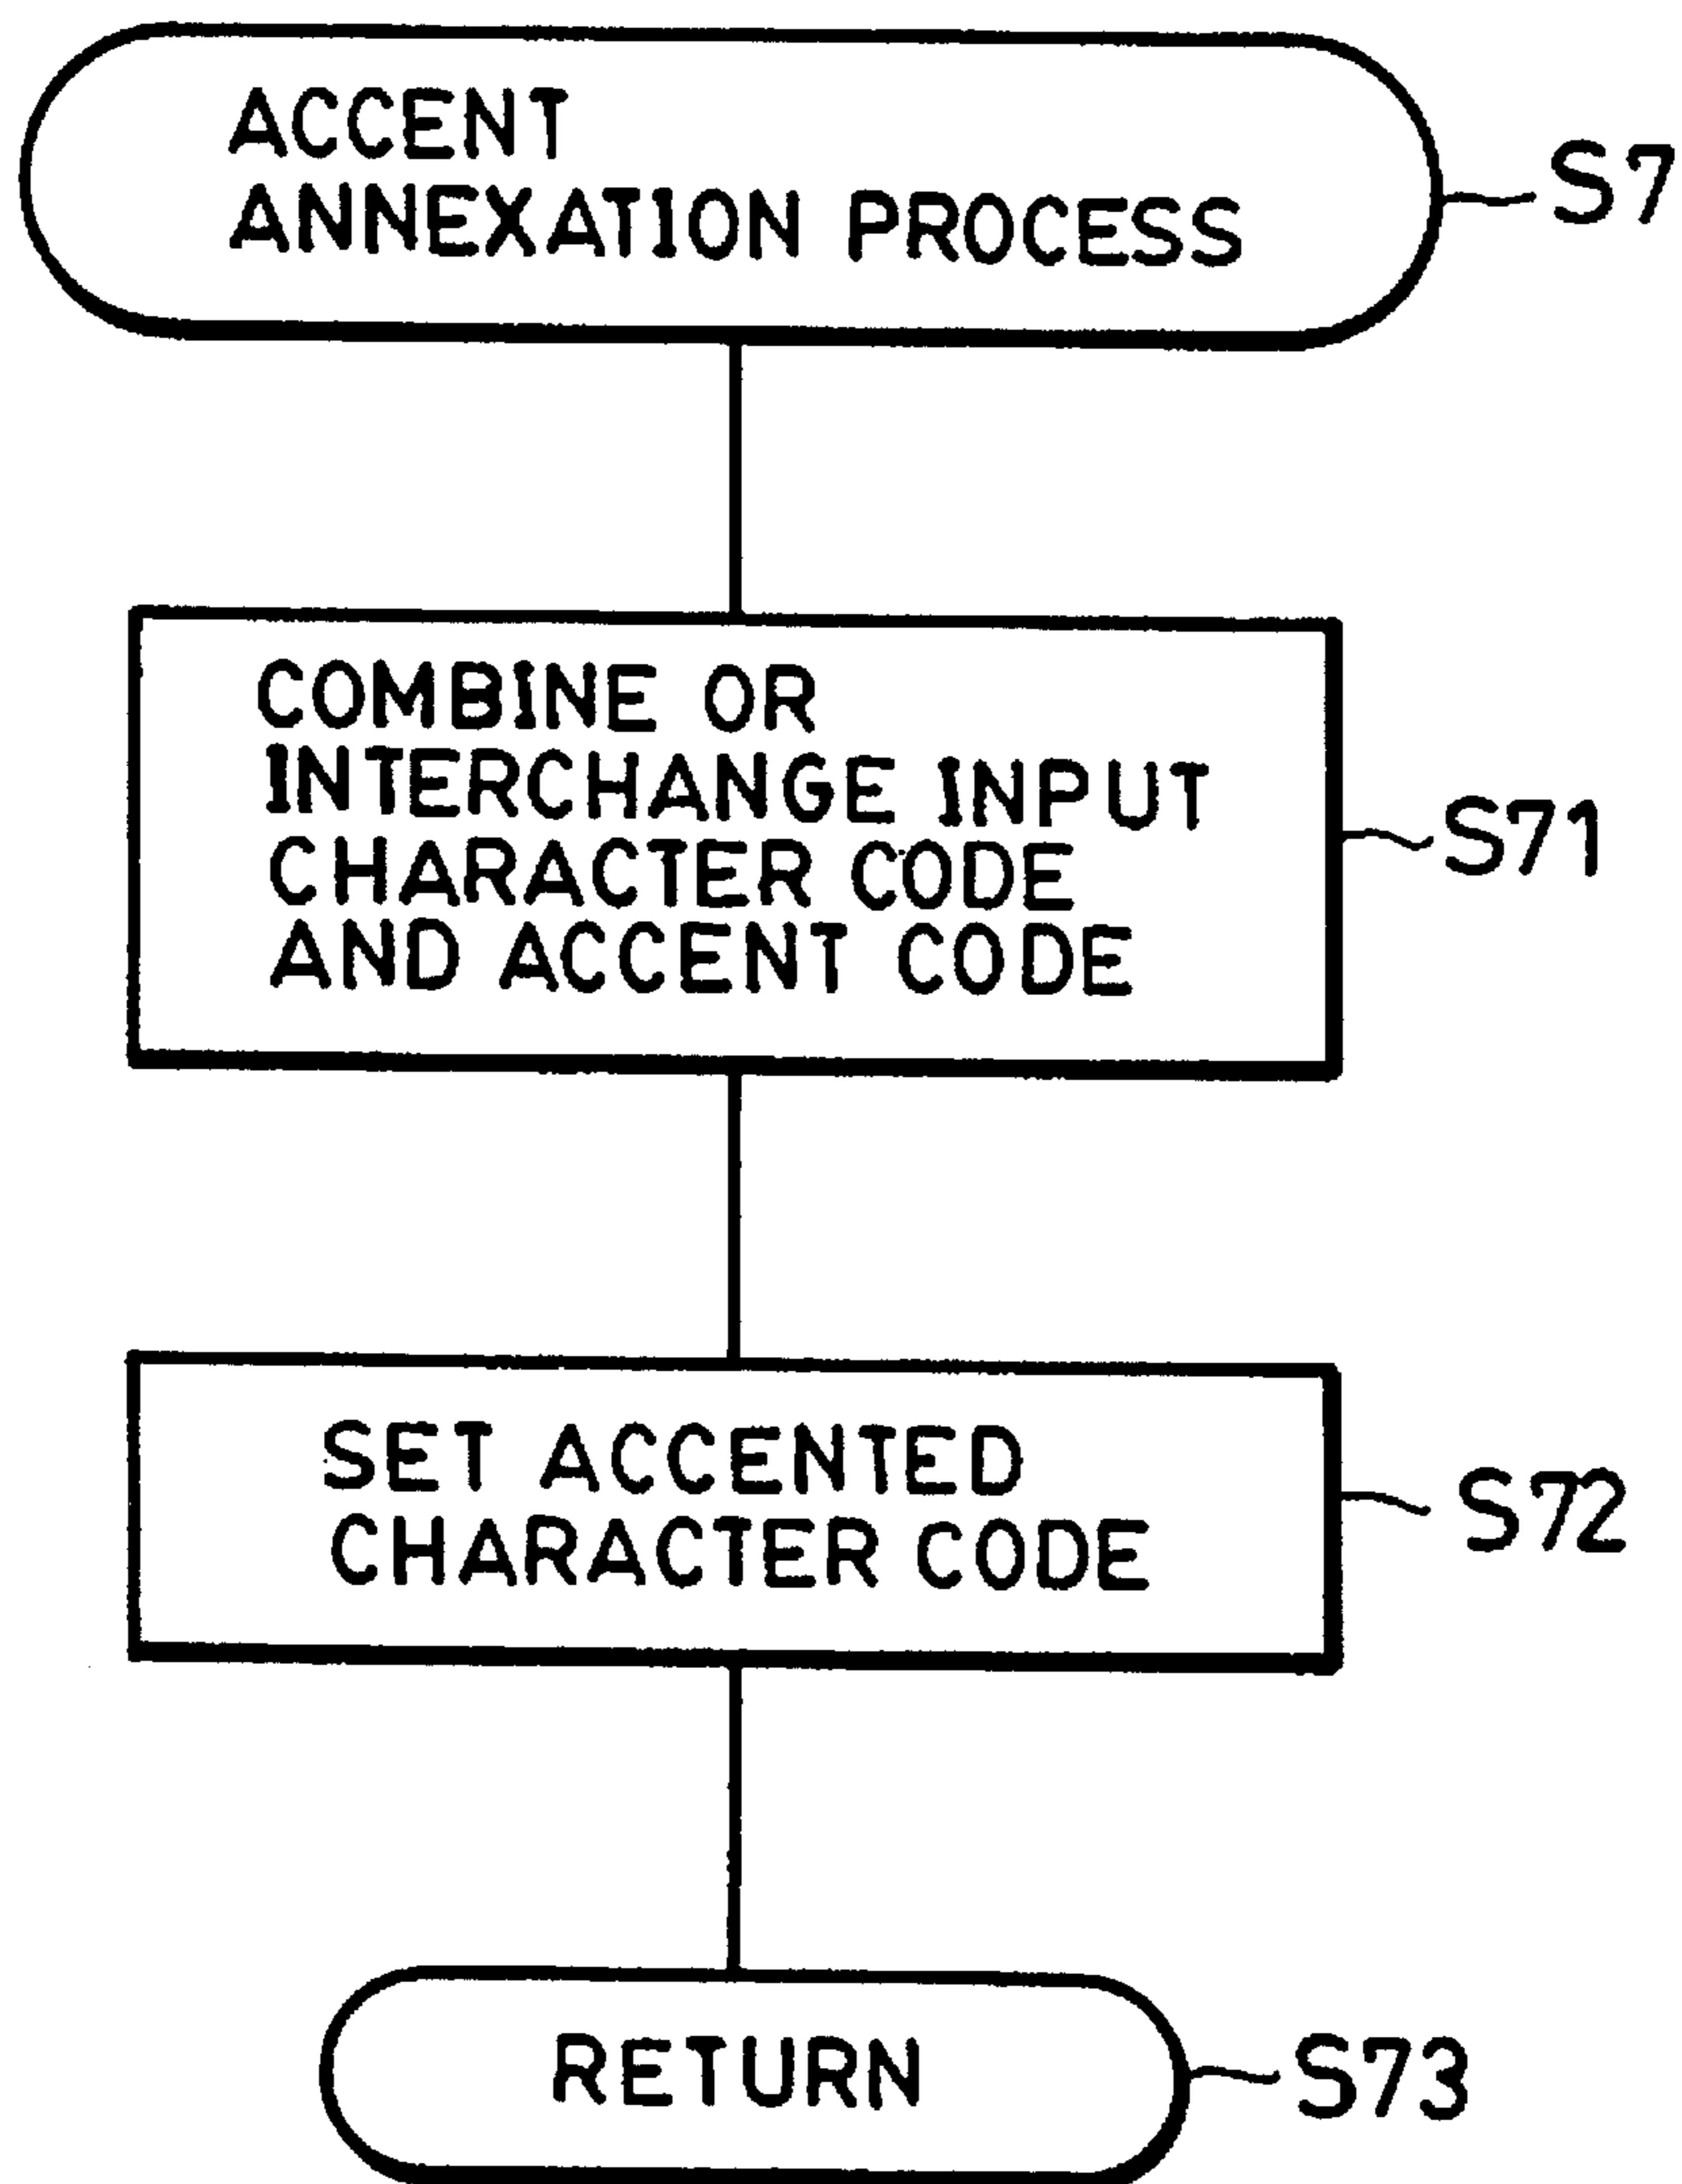 ACCENT
ANNEXATION PROCESS
S7
COMBINE OR
INTERCHANGE INPUT
CHARACTER CODE
AND ACCENT CODE
S71
SET ACCENTED
CHARACTER CODE
S72
RETURN
S73